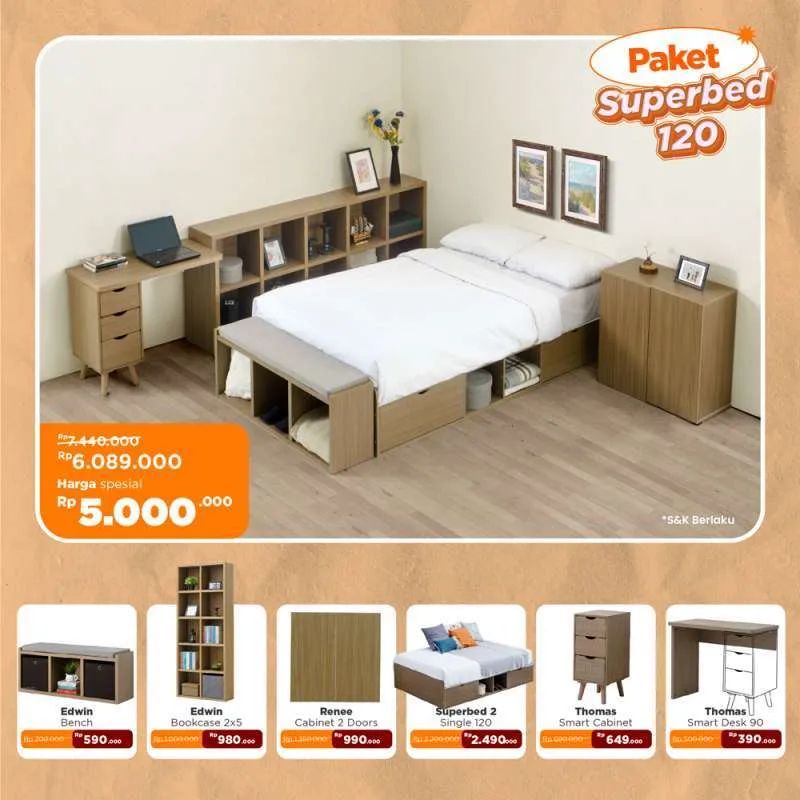 Paket
Superbed
120
Rp 7.440.000
Rp 6.089.000
Harga spesial
Rp 5.000.000
*S&K Berlaku
Edwin
Bench
Rp 590.000
Edwin
Bookcase 2x5
Rp 980.000
Renee
Cabinet 2 Doors
Rp 990.000
Superbed 2
Single 120
Rp 2.490.000
Thomas
Smart Cabinet
Rp 649.000
Thomas
Smart Desk 90
Rp 390.000